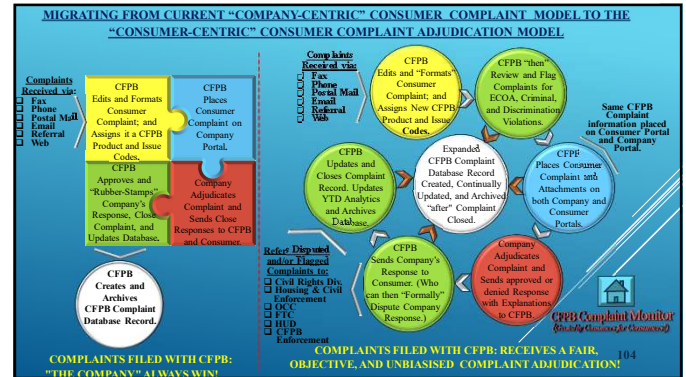 MIGRATING FROM CURRENT “COMPANY-CENTRIC” CONSUMER COMPLAINT MODEL TO THE
“CONSUMER-CENTRIC” CONSUMER COMPLAINT ADJUDICATION MODEL
Complaints
Received via:
❑ Fax
❑ Phone
❑ Postal Mail
❑ Email
❑ Referral
❑ Web
CFPB
Edits and Formats
Consumer
Complaint; and
Assigns it a CFPB
Product and Issue
Codes.
CFPB
Places
Consumer
Complaint on
Company
Portal.
CFPB
Approves and
“Rubber-Stamps”
Company's
Response, Close
Complaint, and
Updates Database.
Company
Adjudicates
Complaint and
Sends Close
Responses to CFPB
and Consumer.
CFPB
Creates and
Archives
CFPB Complaint
Database Record.
COMPLAINTS FILED WITH CFPB:
"THE COMPANY" ALWAYS WIN!
Complaints
Received via:
❑ Fax
❑ Phone
❑ Postal Mail
❑ Email
❑ Referral
❑ Web
CFPB
Edits and “Formats”
Consumer
Complaint; and
Assigns New CFPB
Product and Issue
Codes.
CFPB “then”
Review and Flag
Complaints for
ECOA, Criminal,
and Discrimination
Violations.
Same CFPB
Complaint
information placed
on Consumer Portal
and Company
Portal.
CFPB
Updates and
Closes Complaint
Record. Updates
YTD Analytics
and Archives
Database.
Expanded
CFPB Complaint
Database Record
Created, Continually
Updated, and Archived
“after” Complaint
Closed.
CFPB
Places Consumer
Complaint and
Attachments on
both Company and
Consumer
Portals.
Refers Disputed
and/or Flagged
Complaints to:
❑ Civil Rights Div.
❑ Housing & Civil
Enforcement
❑ OCC
❑ FTC
❑ HUD
❑ CFPB
Enforcement
CFPB
Sends Company's
Response to
Consumer. (Who
can then “Formally”
Dispute Company
Response.)
Company
Adjudicates
Complaint and
Sends approved or
denied Response
with Explanations
to CFPB.
CFPB Complaint Monitor
(Created by Consumers for Consumers!)
104
COMPLAINTS FILED WITH CFPB: RECEIVES A FAIR,
OBJECTIVE, AND UNBIASISED COMPLAINT ADJUDICATION!